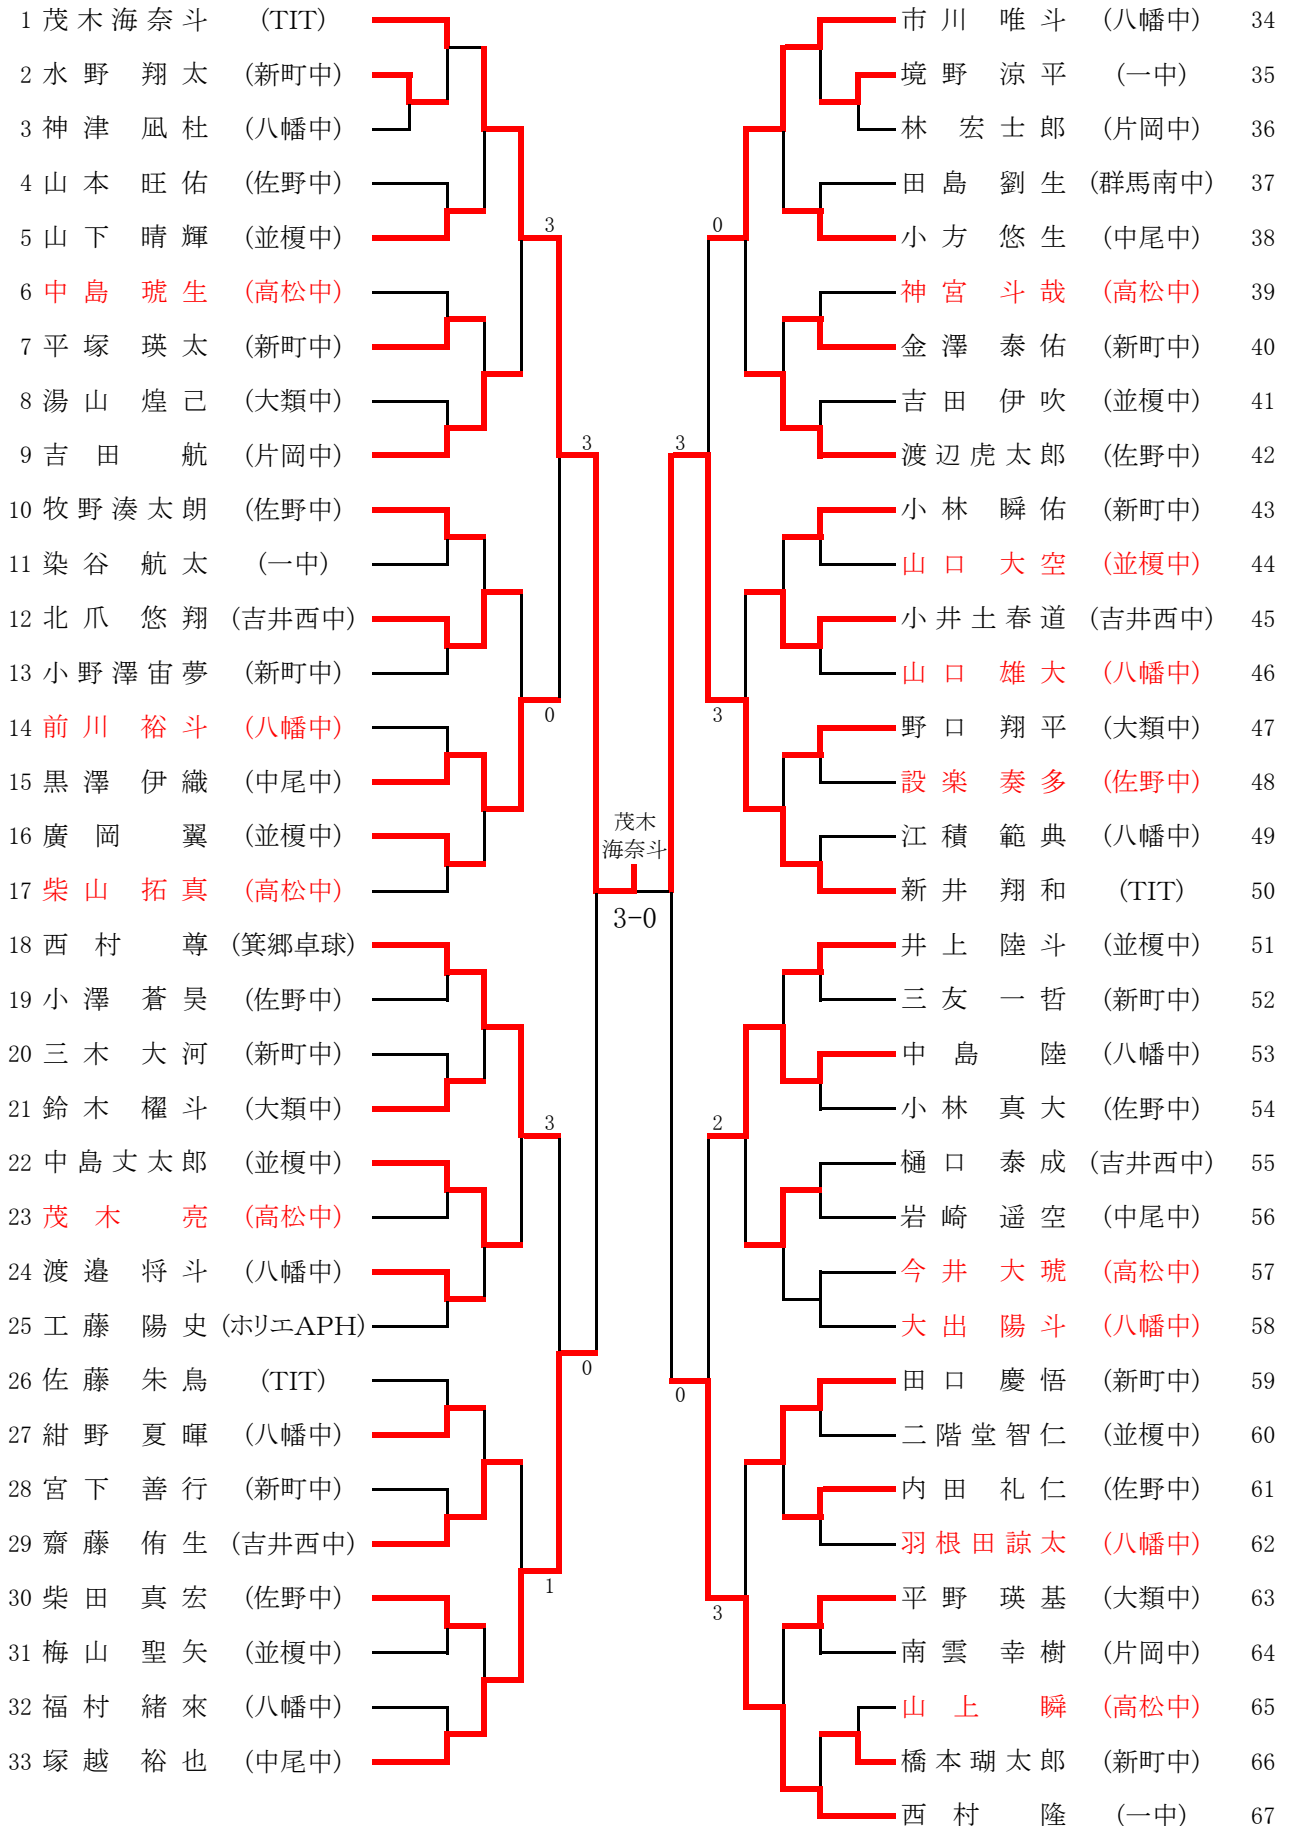 1 茂木海奈斗 (TIT)
2 水野翔太 (新町中)
3 神津凪杜 (八幡中)
4 山本旺佑 (佐野中)
5 山下晴輝 (並榎中)
6 中島琥生 (高松中)
7 平塚瑛太 (新町中)
8 湯山煌己 (大類中)
9 吉田航 (片岡中)
10 牧野湊太朗 (佐野中)
11 染谷航太 (一中)
12 北爪悠翔 (吉井西中)
13 小野澤宙夢 (新町中)
14 前川裕斗 (八幡中)
15 黒澤伊織 (中尾中)
16 廣岡翼 (並榎中)
17 柴山拓真 (高松中)
18 西村尊 (箕郷卓球)
19 小澤蒼昊 (佐野中)
20 三木大河 (新町中)
21 鈴木櫂斗 (大類中)
22 中島丈太郎 (並榎中)
23 茂木亮 (高松中)
24 渡邉将斗 (八幡中)
25 工藤陽史 (ホリエAPH)
26 佐藤朱鳥 (TIT)
27 紺野夏暉 (八幡中)
28 宮下善行 (新町中)
29 齋藤侑生 (吉井西中)
30 柴田真宏 (佐野中)
31 梅山聖矢 (並榎中)
32 福村緒來 (八幡中)
33 塚越裕也 (中尾中)
3
3
0
3
0
1
茂木
海奈斗
3-0
0
3
3
2
0
3
市川唯斗 (八幡中) 34
境野涼平 (一中) 35
林宏士郎 (片岡中) 36
田島劉生 (群馬南中) 37
小方悠生 (中尾中) 38
神宮斗哉 (高松中) 39
金澤泰佑 (新町中) 40
吉田伊吹 (並榎中) 41
渡辺虎太郎 (佐野中) 42
小林瞬佑 (新町中) 43
山口大空 (並榎中) 44
小井土春道 (吉井西中) 45
山口雄大 (八幡中) 46
野口翔平 (大類中) 47
設楽奏多 (佐野中) 48
江積範典 (八幡中) 49
新井翔和 (TIT) 50
井上陸斗 (並榎中) 51
三友一哲 (新町中) 52
中島陸 (八幡中) 53
小林真大 (佐野中) 54
樋口泰成 (吉井西中) 55
岩崎遥空 (中尾中) 56
今井大琥 (高松中) 57
大出陽斗 (八幡中) 58
田口慶悟 (新町中) 59
二階堂智仁 (並榎中) 60
内田礼仁 (佐野中) 61
羽根田諒太 (八幡中) 62
平野瑛基 (大類中) 63
南雲幸樹 (片岡中) 64
山上瞬 (高松中) 65
橋本瑚太郎 (新町中) 66
西村隆 (一中) 67